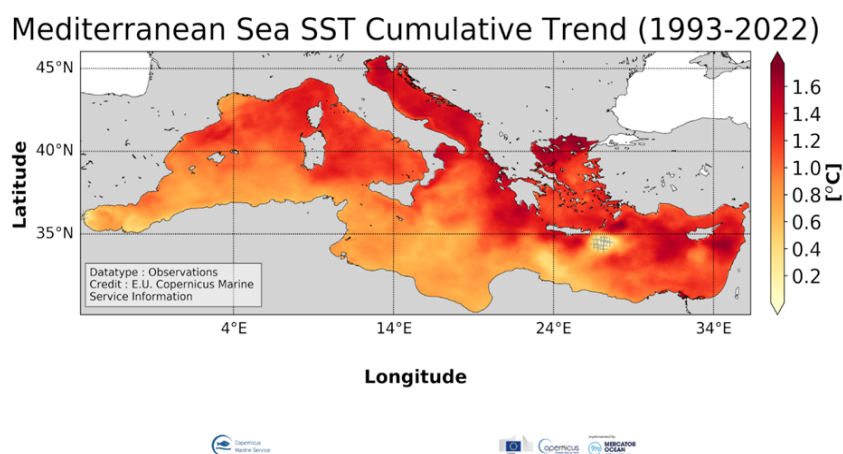 Mediterranean Sea SST Cumulative Trend (1993-2022)
45°N
40°N
35°N
Latitude
4°E
14°E
24°E
34°E
Longitude
1.6
1.4
1.2
1.0
0.8
0.6
0.4
0.2
[°C]
Datatype : Observations
Credit : E.U. Copernicus Marine
Service Information
Copernicus
Marine Service
Copernicus
implemented by
MERCATOR
OCEAN